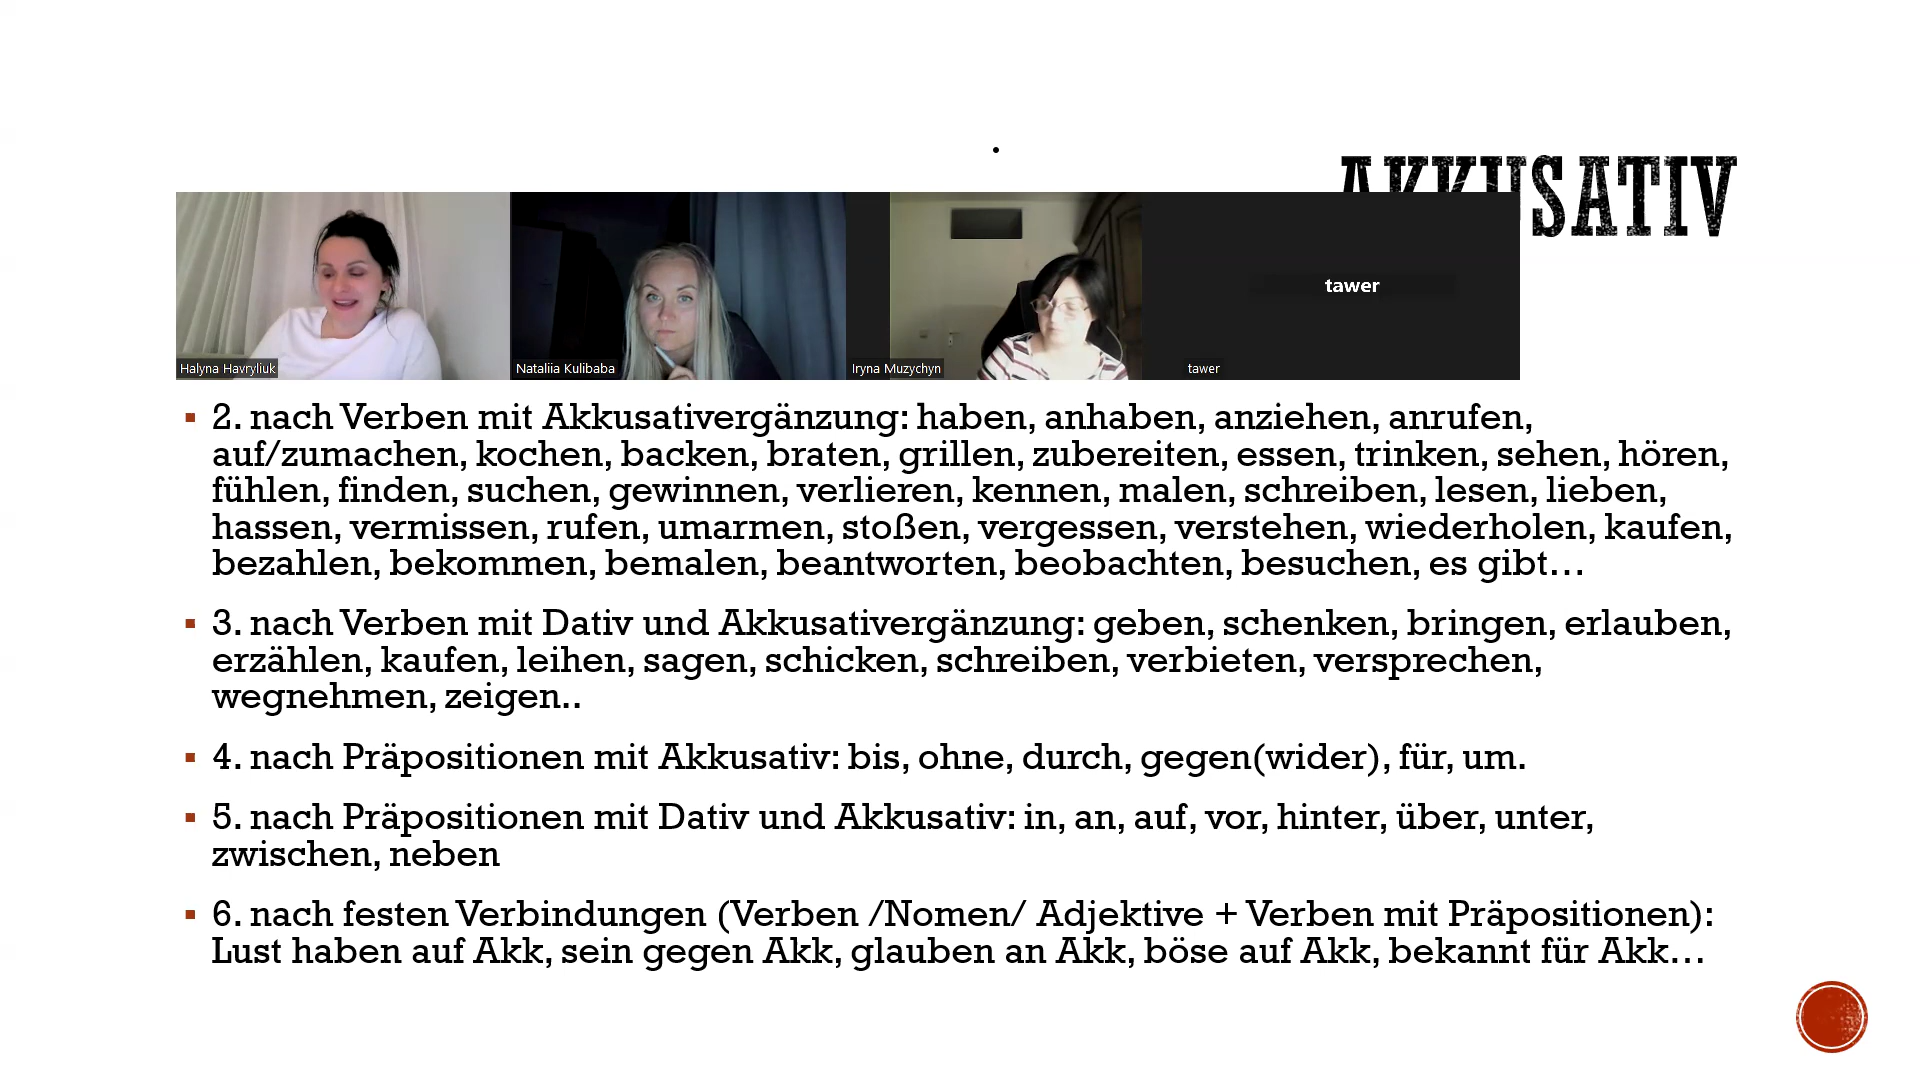 AKKUSATIV
tawer
Halyna Havryliuk
Nataliia Kulibaba
Iryna Muzychyn
tawer
2. nach Verben mit Akkusativergänzung: haben, anhaben, anziehen, anrufen,
auf/zumachen, kochen, backen, braten, grillen, zubereiten, essen, trinken, sehen, hören,
fühlen, finden, suchen, gewinnen, verlieren, kennen, malen, schreiben, lesen, lieben,
hassen, vermissen, rufen, umarmen, stoßen, vergessen, verstehen, wiederholen, kaufen,
bezahlen, bekommen, bemalen, beantworten, beobachten, besuchen, es gibt…
3. nach Verben mit Dativ und Akkusativergänzung: geben, schenken, bringen, erlauben,
erzählen, kaufen, leihen, sagen, schicken, schreiben, verbieten, versprechen,
wegnehmen, zeigen..
4. nach Präpositionen mit Akkusativ: bis, ohne, durch, gegen(wider), für, um.
5. nach Präpositionen mit Dativ und Akkusativ: in, an, auf, vor, hinter, über, unter,
zwischen, neben
6. nach festen Verbindungen (Verben /Nomen/ Adjektive + Verben mit Präpositionen):
Lust haben auf Akk, sein gegen Akk, glauben an Akk, böse auf Akk, bekannt für Akk…